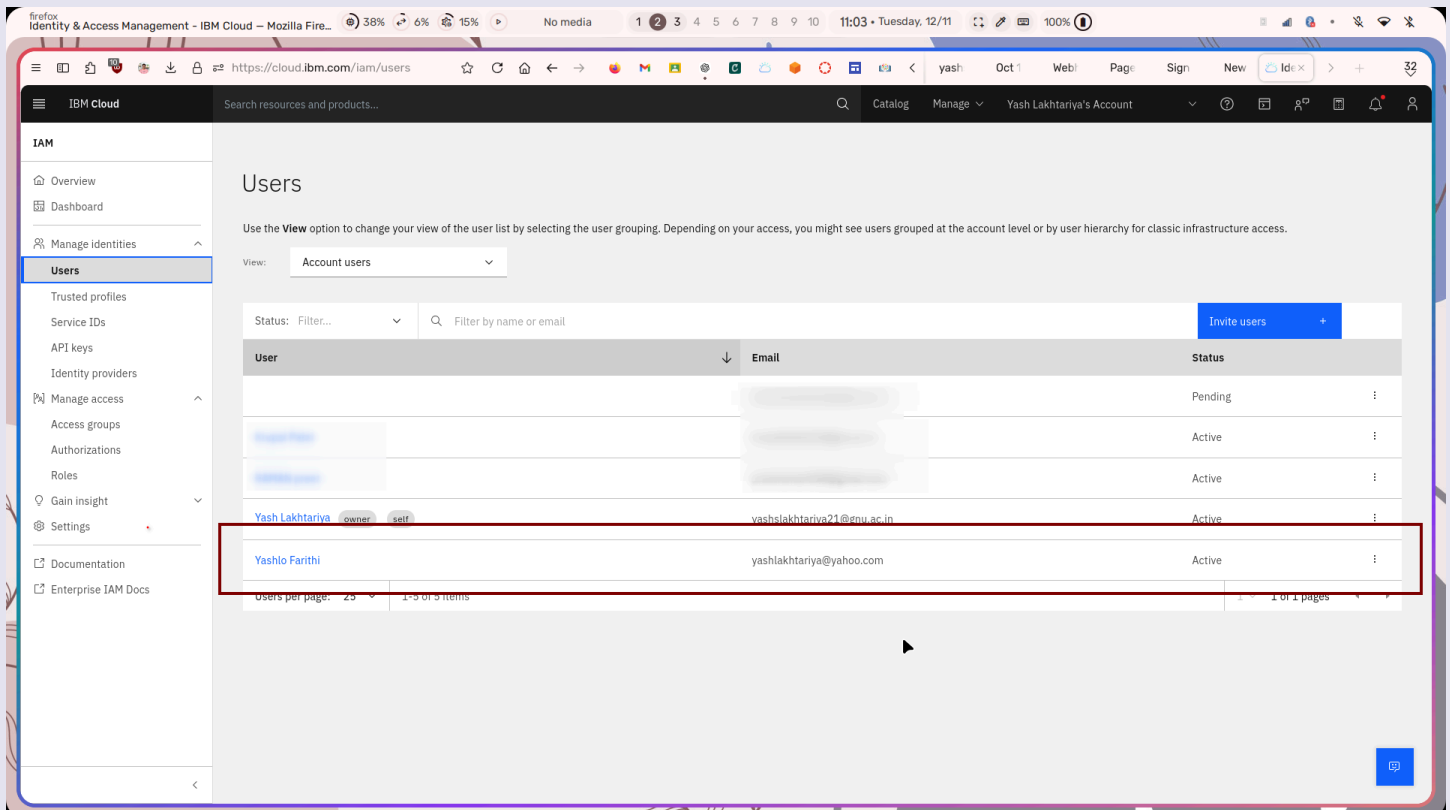 firefox
Identity & Access Management - IBM Cloud — Mozilla Fire... 38% 6% 15% No media 1 2 3 4 5 6 7 8 9 10 11:03 • Tuesday, 12/11 100%
https://cloud.ibm.com/iam/users yash Oct 1 Web! Page Sign New Ide 32
IBM Cloud Search resources and products... Catalog Manage Yash Lakhtariya's Account
IAM
Overview
Dashboard
Manage identities
Users
Trusted profiles
Service IDs
API keys
Identity providers
Manage access
Access groups
Authorizations
Roles
Gain insight
Settings
Documentation
Enterprise IAM Docs
Users
Use the View option to change your view of the user list by selecting the user grouping. Depending on your access, you might see users grouped at the account level or by user hierarchy for classic infrastructure access.
View: Account users
Status: Filter... Filter by name or email Invite users +
User Email Status
Pending
Active
Active
Yash Lakhtariya owner self yashslakhtariya21@gnu.ac.in Active
Yashlo Farithi yashlakhtariya@yahoo.com Active
Users per page: 25 1-5 of 5 items 1 1 of 1 pages